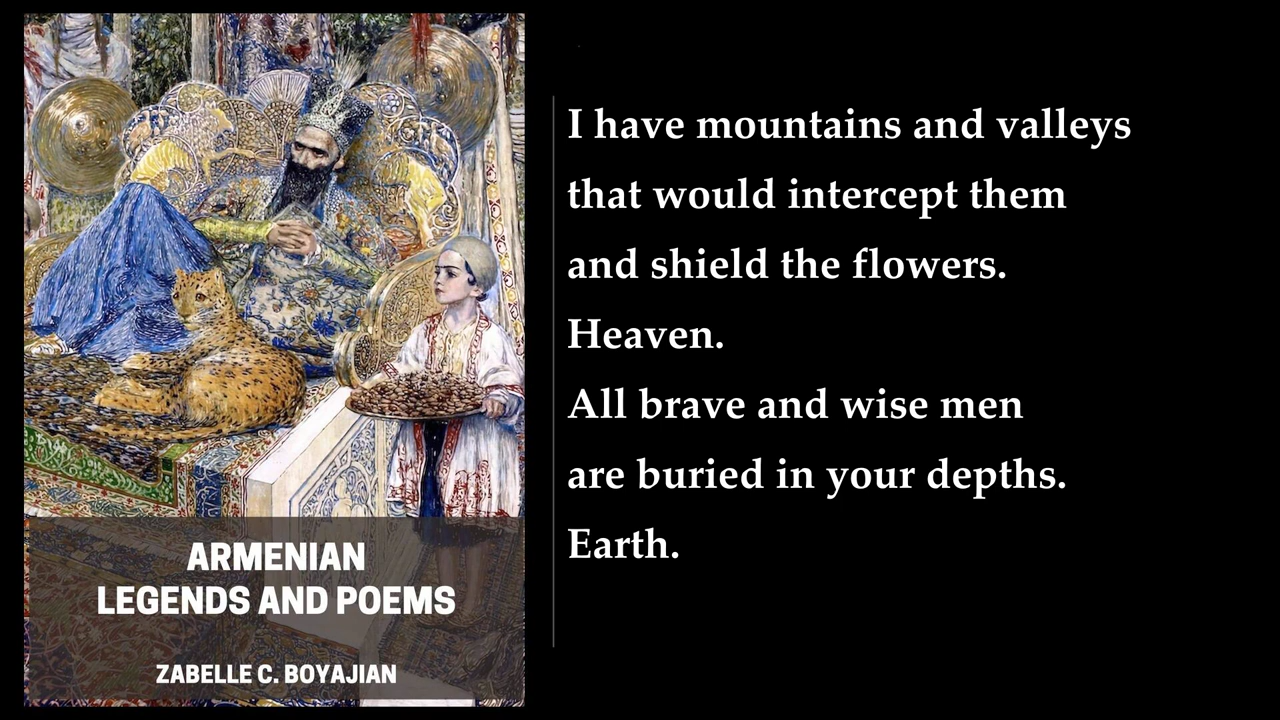 ARMENIAN
LEGENDS AND POEMS
ZABELLE C. BOYAJIAN
I have mountains and valleys
that would intercept them
and shield the flowers.
Heaven.
All brave and wise men
are buried in your depths.
Earth.